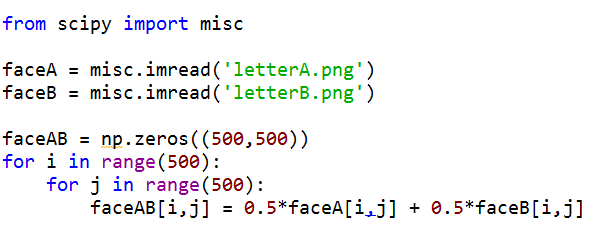 from scipy import misc
faceA = misc.imread('letterA.png')
faceB = misc.imread('letterB.png')
faceAB = np.zeros((500,500))
for i in range(500):
    for j in range(500):
        faceAB[i,j] = 0.5*faceA[i,j] + 0.5*faceB[i,j]